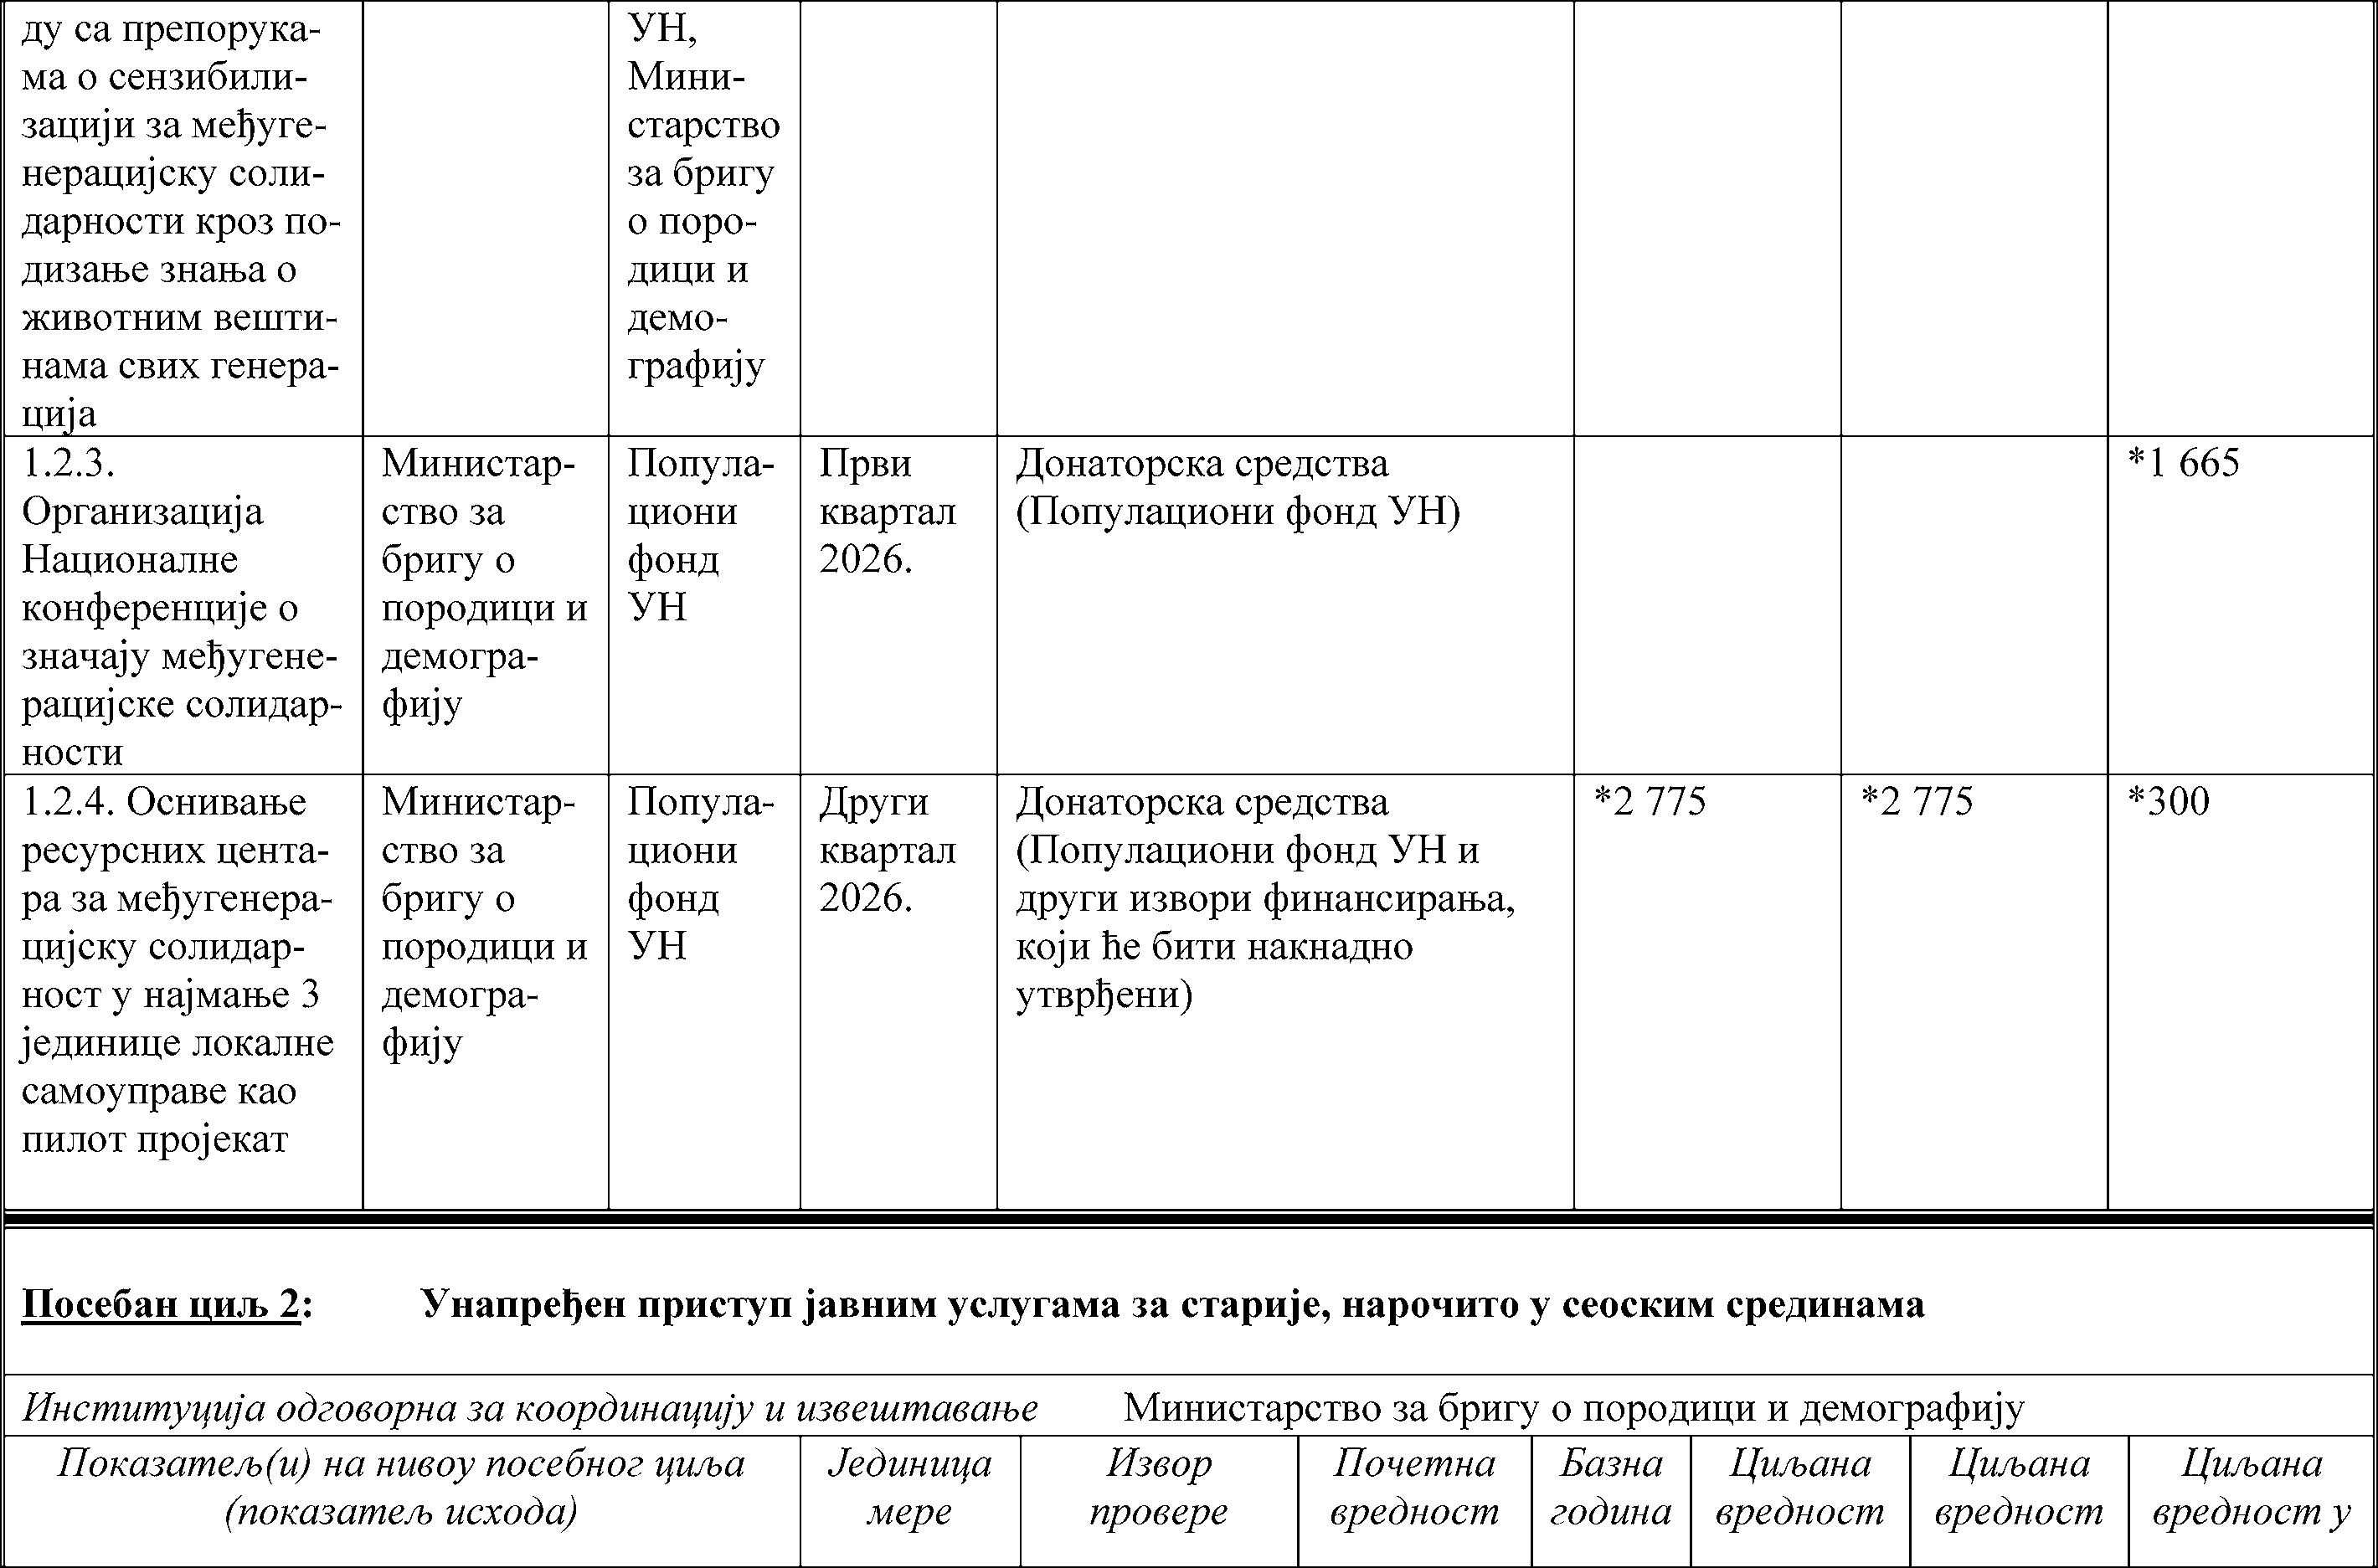 ду са препорука-
ма о сензибили-
зацији за међуге-
нерацијску соли-
дарности кроз по-
дизање знања о
животним вешти-
нама свих генера-
ција
УН,
Мини-
старство
за бригу
о поро-
дици и
демо-
графију
1.2.3.
Организација
Националне
конференције о
значају међугене-
рацијске солидар-
ности
Министар-
ство за
бригу о
породици и
демогра-
фију
Популa-
циони
фонд
УН
Први
квартал
2026.
Донаторска средства
(Популациони фонд УН)
*1 665
1.2.4. Оснивање
ресурсних цента-
ра за међугенера-
цијску солидар-
ност у најмање 3
јединице локалне
самоуправе као
пилот пројекат
Министар-
ство за
бригу о
породици и
демогра-
фију
Популa-
циони
фонд
УН
Други
квартал
2026.
Донаторска средства
(Популациони фонд УН и
други извори финансирања,
који ће бити накнадно
утврђени)
*2 775
*2 775
*300
Посебан циљ 2: Унапређен приступ јавним услугама за старије, нарочито у сеоским срединама
Институција одговорна за координацију и извештавање Министарство за бригу о породици и демографију
Показатељ(и) на нивоу посебног циља
(показатељ исхода)
Јединица
мере
Извор
провере
Почетна
вредност
Базна
година
Циљана
вредност
Циљана
вредност
Циљана
вредност у